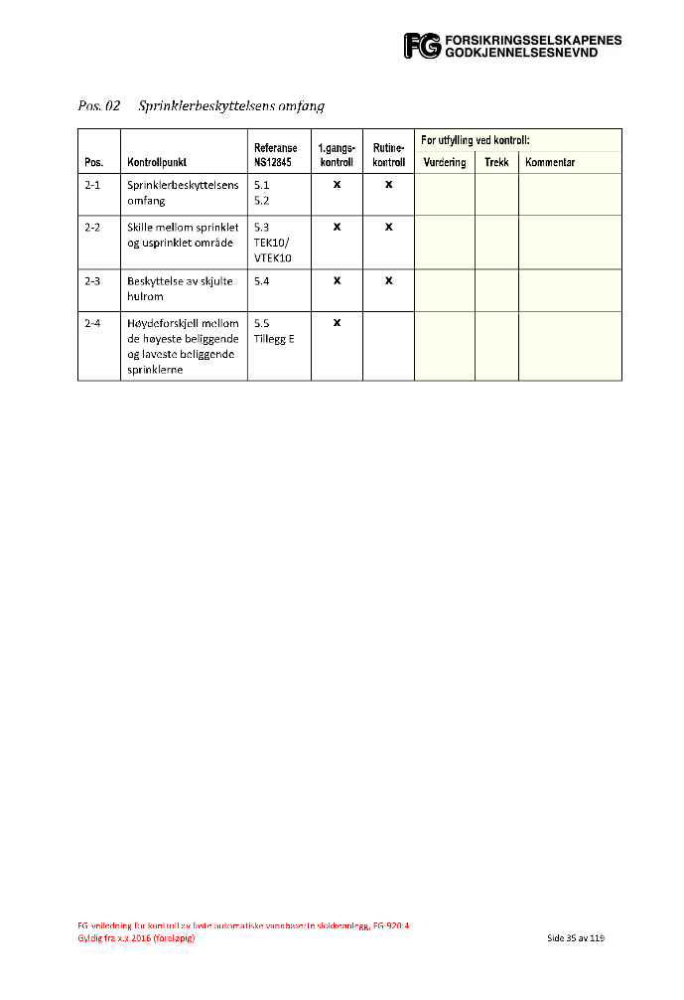 FG FORSIKRINGSSELSKAPENES
GODKJENNELSESNEVND
Pos. 02 Sprinklerbeskyttelsens omfang
Pos. Kontrollpunkt Referanse NS12845 1.gangs-kontroll Rutine-kontroll For utfylling ved kontroll:
Vurdering Trekk Kommentar
2-1 Sprinklerbeskyttelsens 5.1 x x
omfang 5.2
2-2 Skille mellom sprinklet 5.3 x x
og usprinklet område TEK10/
VTEK10
2-3 Beskyttelse av skjulte 5.4 x x
hulrom
2-4 Høydeforskjell mellom 5.5 x
de høyeste beliggende Tillegg E
og laveste beliggende
sprinklerne
FG-veiledning for kontroll av faste automatiske vannbaserte slokkeanlegg, FG-920:4
Gyldig fra x.x.2016 (foreløpig) Side 35 av 119